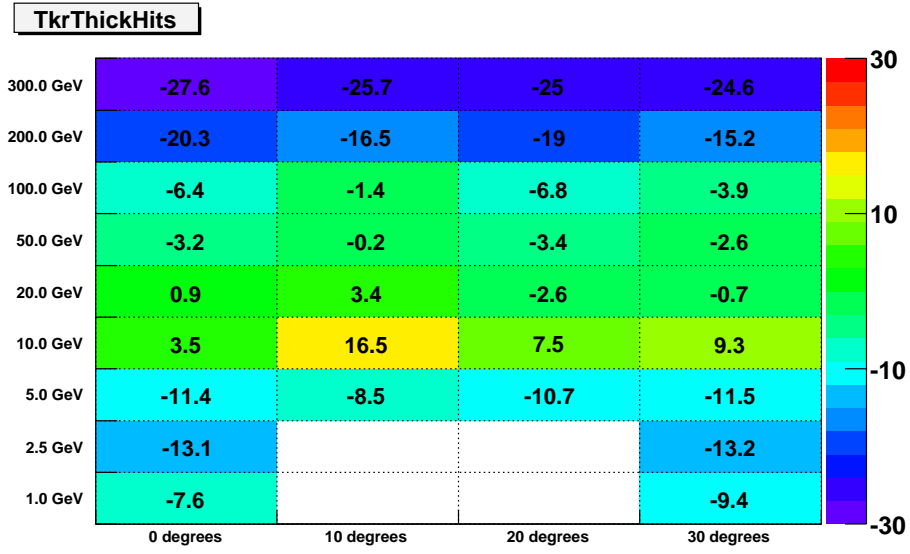 TkrThickHits
300.0 GeV -27.6 -25.7 -25 -24.6 30
200.0 GeV -20.3 -16.5 -19 -15.2
100.0 GeV -6.4 -1.4 -6.8 -3.9
10
50.0 GeV -3.2 -0.2 -3.4 -2.6
20.0 GeV 0.9 3.4 -2.6 -0.7
10.0 GeV 3.5 16.5 7.5 9.3
-10
5.0 GeV -11.4 -8.5 -10.7 -11.5
2.5 GeV -13.1 -13.2
1.0 GeV -7.6 -9.4
-30
0 degrees 10 degrees 20 degrees 30 degrees